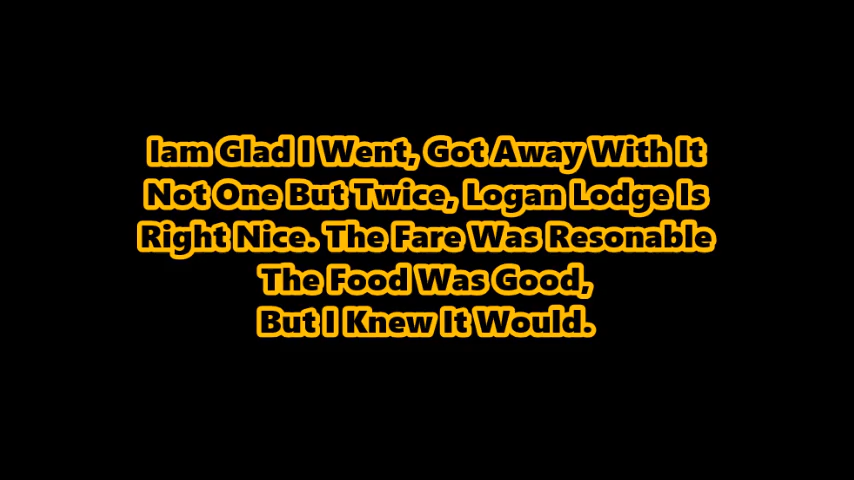 Iam Glad I Went, Got Away With It
Not One But Twice, Logan Lodge Is
Right Nice. The Fare Was Resonable
The Food Was Good,
But I Knew It Would.